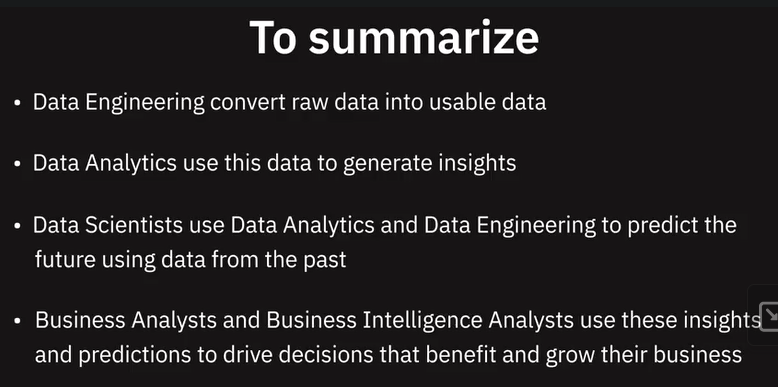 To summarize
• Data Engineering convert raw data into usable data
• Data Analytics use this data to generate insights
• Data Scientists use Data Analytics and Data Engineering to predict the
future using data from the past
• Business Analysts and Business Intelligence Analysts use these insights
and predictions to drive decisions that benefit and grow their business